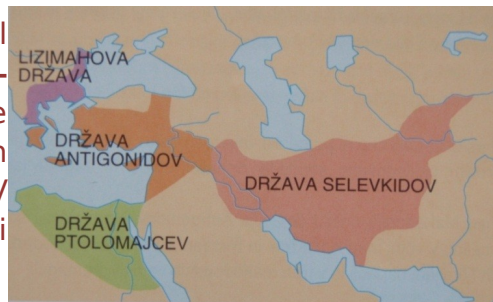 LIZIMAHOVA
DRŽAVA
DRŽAVA
ANTIGONIDOV
DRŽAVA SELEVKIDOV
DRŽAVA
PTOLOMAJCEV